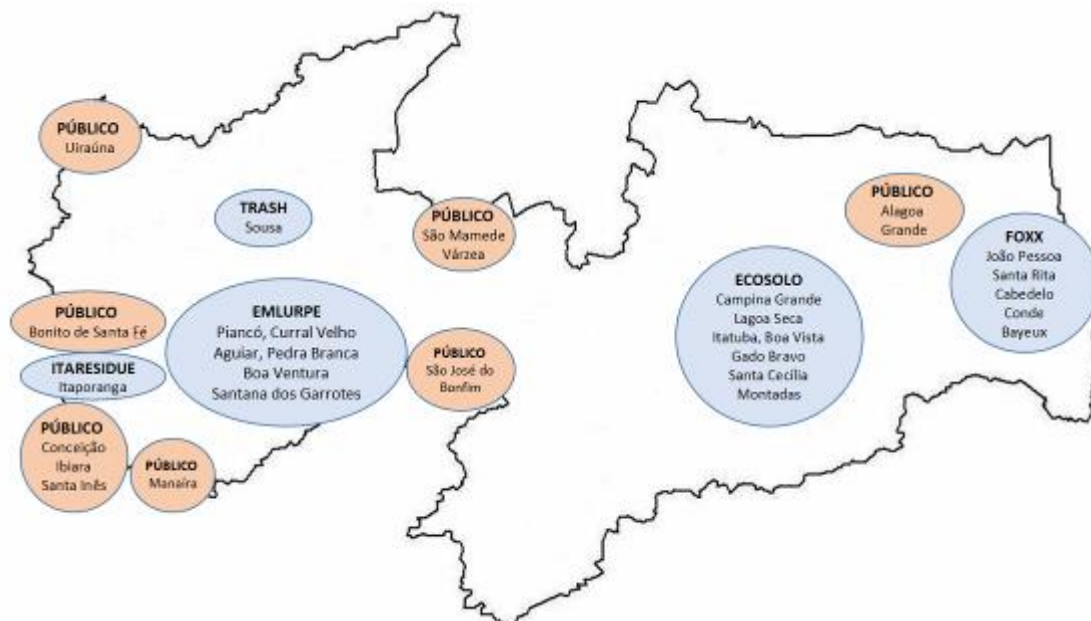 PÚBLICO
Uiraúna
TRASH
Sousa
PÚBLICO
São Mamede
Várzea
PÚBLICO
Alagoa
Grande
FOXX
João Pessoa
Santa Rita
Cabedelo
Conde
Bayeux
ECOSOLO
Campina Grande
Lagoa Seca
Itatuba, Boa Vista
Gado Bravo
Santa Cecília
Montadas
PÚBLICO
Bonito de Santa Fé
EMLURPE
Piancó, Curral Velho
Aguiar, Pedra Branca
Boa Ventura
Santana dos Garrotes
PÚBLICO
São José do
Bonfim
ITARESIDUE
Itaporanga
PÚBLICO
Conceição
Ibiara
Santa Inês
PÚBLICO
Manaíra